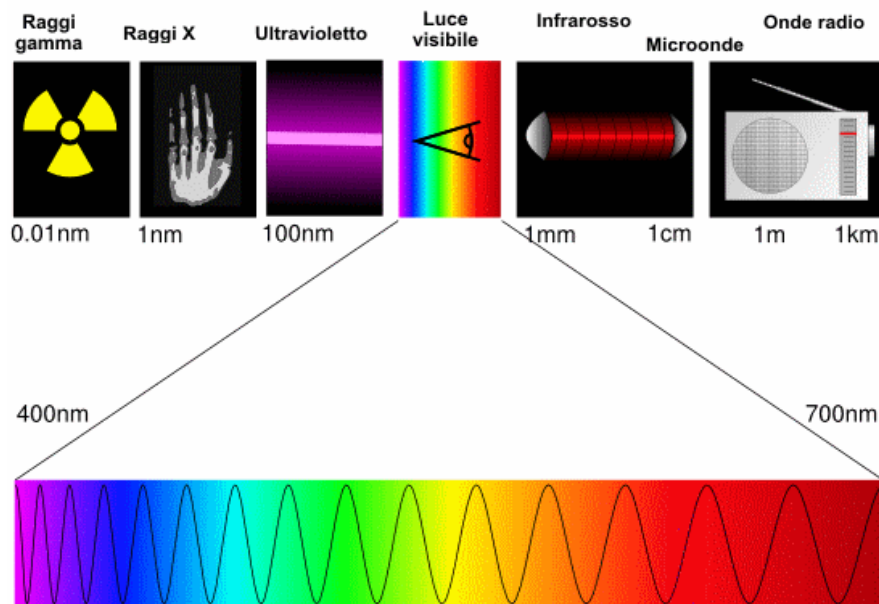 Raggi
gamma
Raggi X
Ultravioletto
Luce
visibile
Infrarosso
Microonde
Onde radio
0.01nm
1nm
100nm
1mm
1cm
1m
1km
400nm
700nm